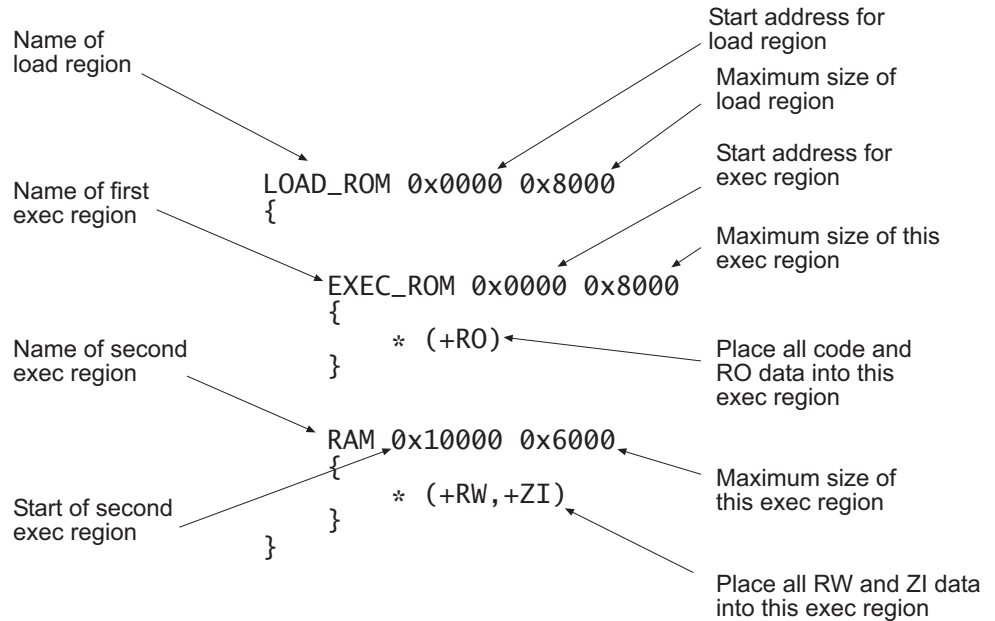 Start address for
load region
Name of
load region
Maximum size of
load region
Start address for
exec region
LOAD_ROM 0x0000 0x8000
Name of first
exec region
{
Maximum size of this
exec region
EXEC_ROM 0x0000 0x8000
{
* (+RO)
Name of second
exec region
Place all code and
RO data into this
exec region
}
RAM 0x10000 0x6000
{
Maximum size of
this exec region
* (+RW,+ZI)
Start of second
exec region
}
}
Place all RW and ZI data
into this exec region